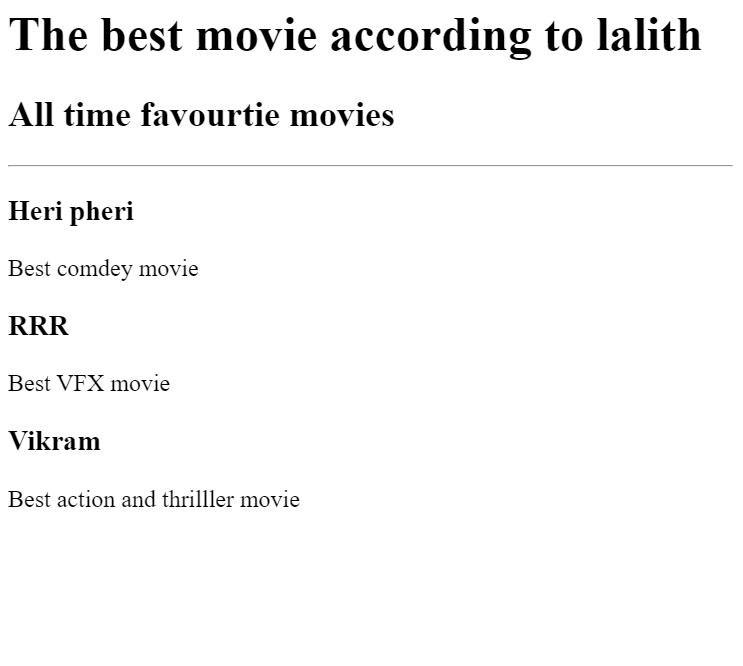 The best movie according to lalith
All time favourtie movies
Heri pheri
Best comdey movie
RRR
Best VFX movie
Vikram
Best action and thrilller movie